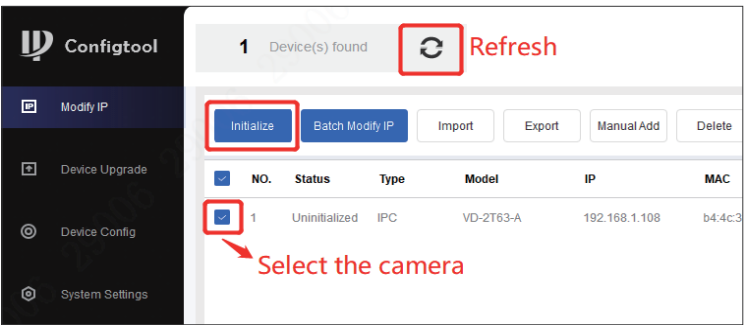 Configtool
1 Device(s) found
Refresh
Modify IP
Initialize Batch Modify IP Import Export Manual Add Delete
Device Upgrade
NO. Status Type Model IP MAC
1 Uninitialized IPC VD-2T63-A 192.168.1.108 b4:4c:3
Device Config
Select the camera
System Settings
29006